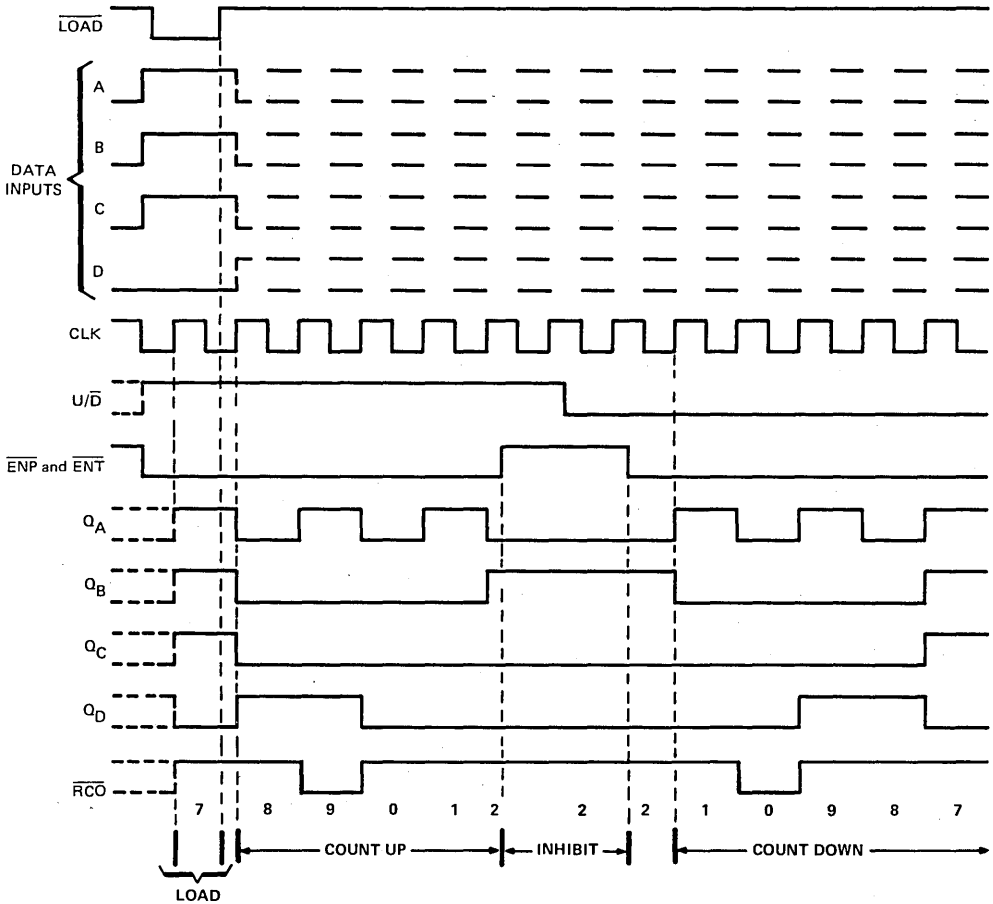 LOAD
A
B
DATA
INPUTS
C
D
CLK
U/D
ENP and ENT
QA
QB
QC
QD
RCO
7 8 9 0 1 2 2 2 1 0 9 8 7
COUNT UP INHIBIT COUNT DOWN
LOAD